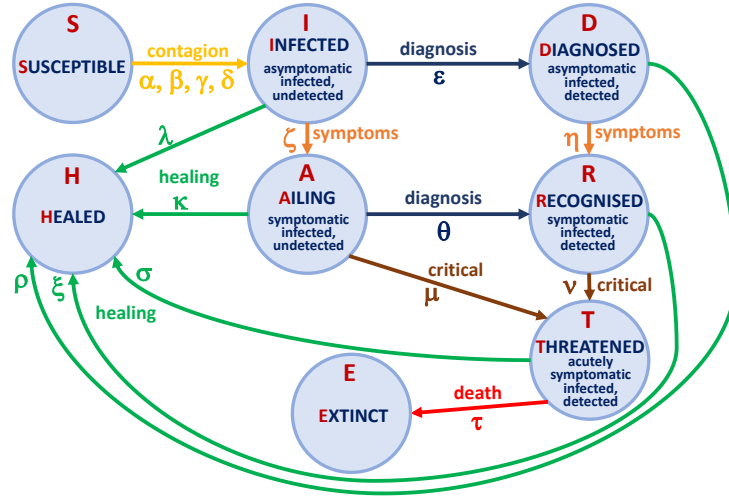 S
SUSCEPTIBLE
contagion
α, β, γ, δ
I
INFECTED
asymptomatic
infected,
undetected
diagnosis
ε
D
DIAGNOSED
asymptomatic
infected,
detected
λ
ζ symptoms
η symptoms
H
HEALED
healing
κ
A
AILING
symptomatic
infected,
undetected
diagnosis
θ
R
RECOGNISED
symptomatic
infected,
detected
ρ
ξ
σ
healing
critical
μ
ν critical
T
THREATENED
acutely
symptomatic
infected,
detected
E
EXTINCT
death
τ